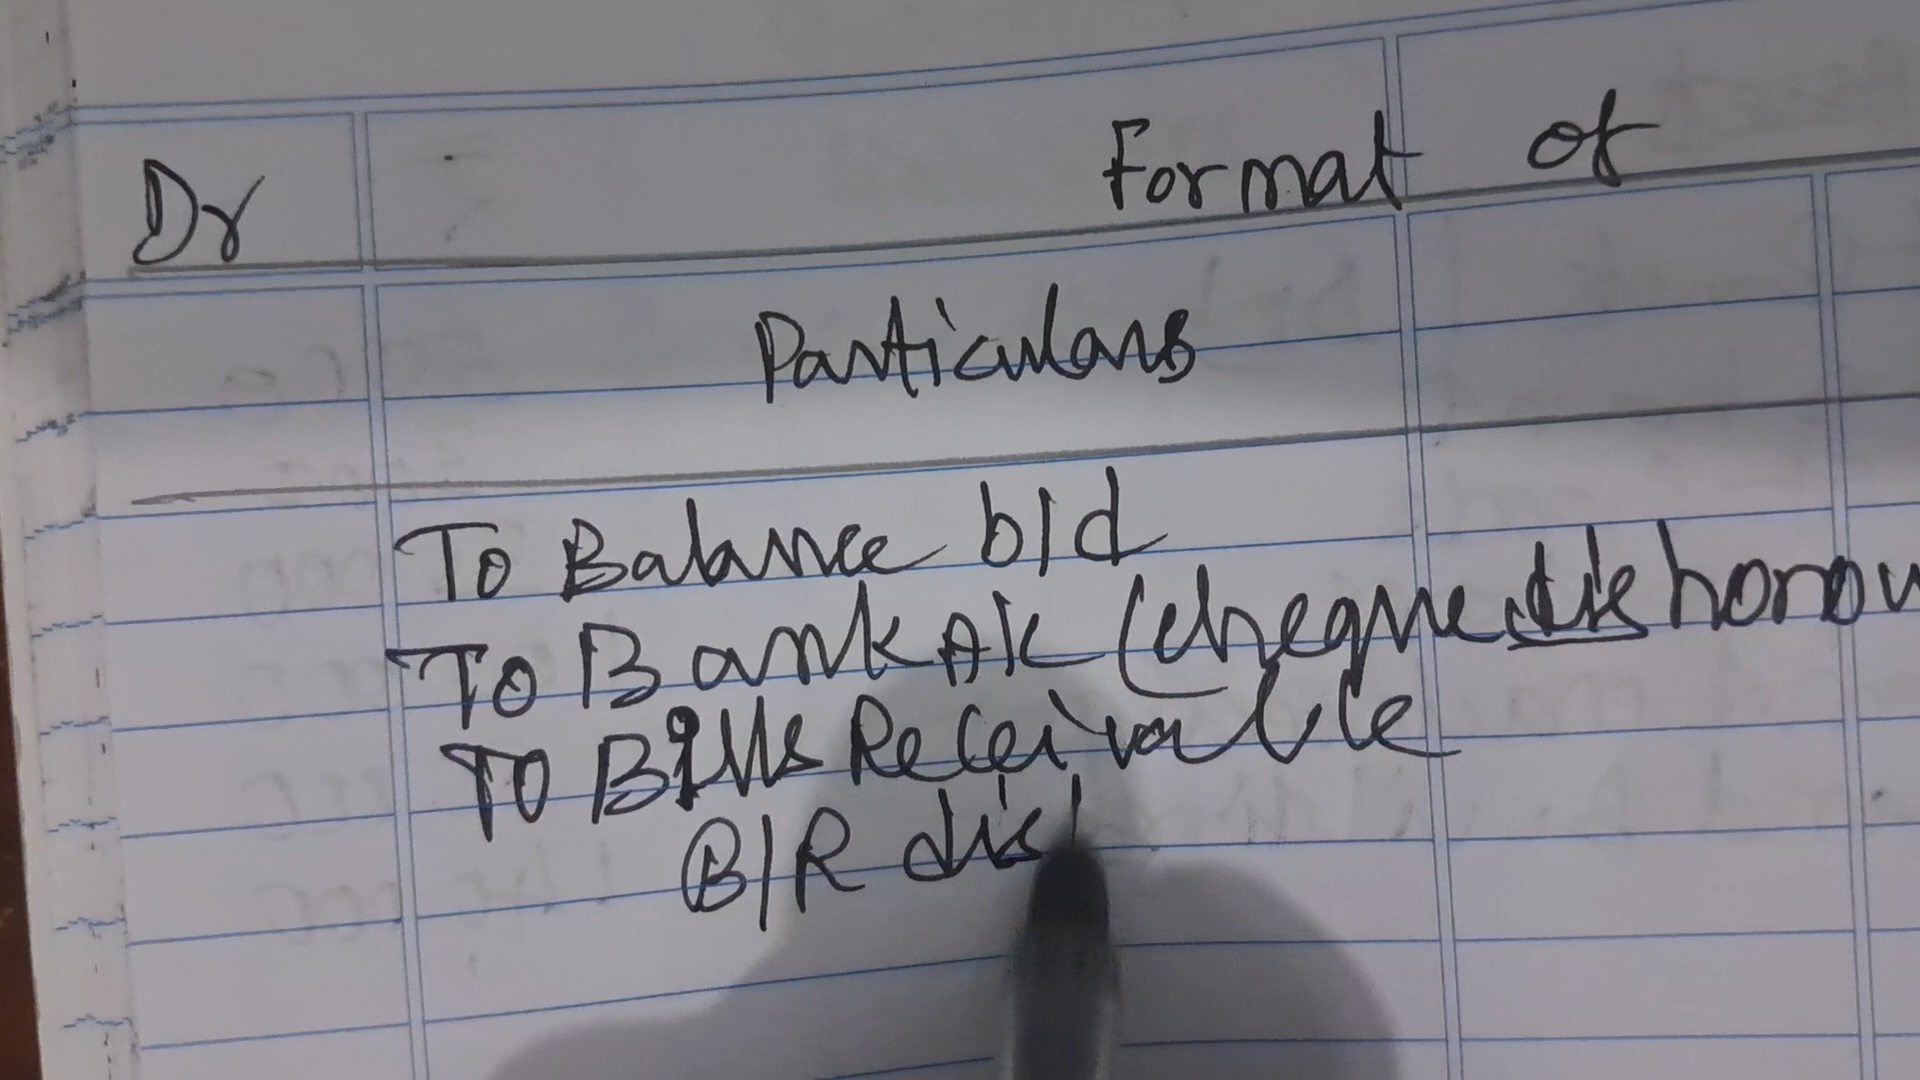 Dr Format of
Particulars
To Balance b/d
To Bank A/c (cheque dishonou
To Bills Receivable
B/R dis